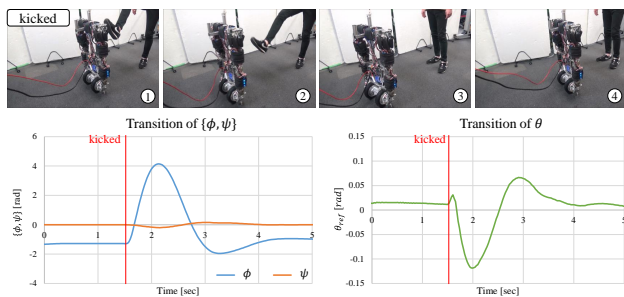 kicked
1
2
3
4
Transition of {ϕ, ψ}
kicked
6
4
2
0
-2
-4
0
1
2
3
4
5
{ϕ, ψ} [rad]
Time [sec]
ϕ
ψ
Transition of θ
kicked
0.15
0.1
0.05
0
-0.05
-0.1
-0.15
0
1
2
3
4
5
θref [rad]
Time [sec]